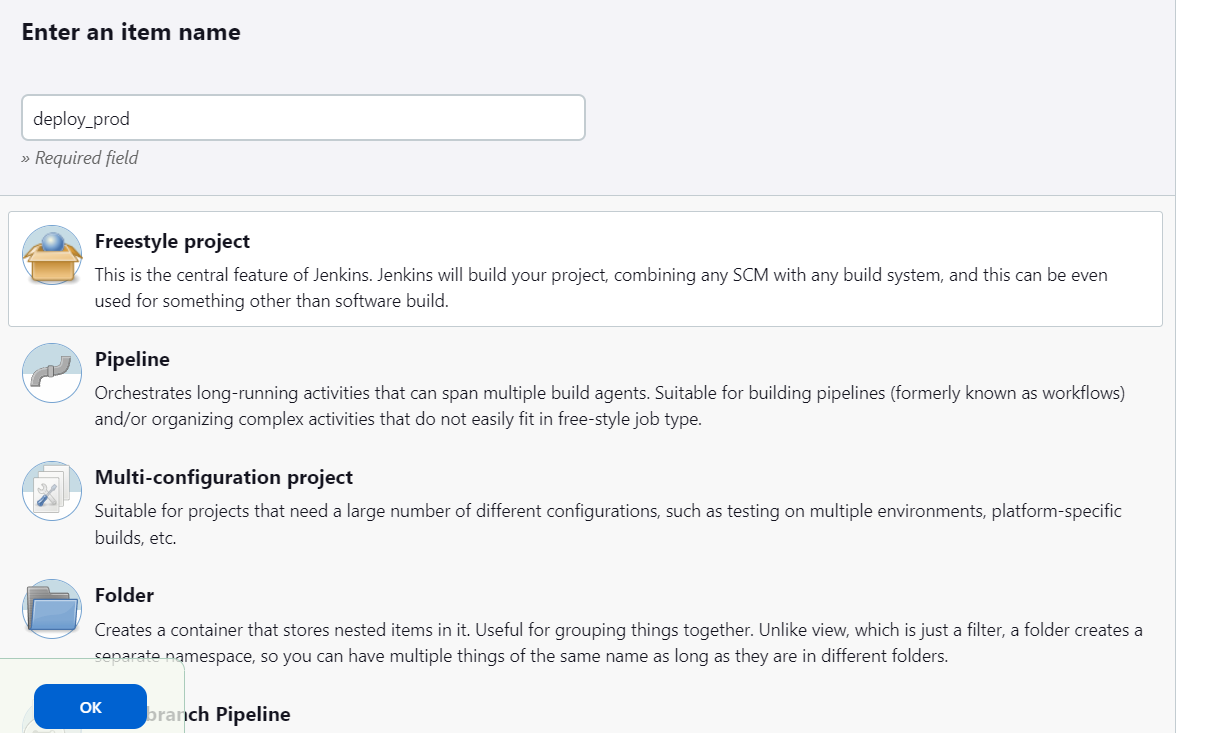 Enter an item name
deploy_prod
» Required field
Freestyle project
This is the central feature of Jenkins. Jenkins will build your project, combining any SCM with any build system, and this can be even
used for something other than software build.
Pipeline
Orchestrates long-running activities that can span multiple build agents. Suitable for building pipelines (formerly known as workflows)
and/or organizing complex activities that do not easily fit in free-style job type.
Multi-configuration project
Suitable for projects that need a large number of different configurations, such as testing on multiple environments, platform-specific
builds, etc.
Folder
Creates a container that stores nested items in it. Useful for grouping things together. Unlike view, which is just a filter, a folder creates a
separate namespace, so you can have multiple things of the same name as long as they are in different folders.
branch Pipeline
OK